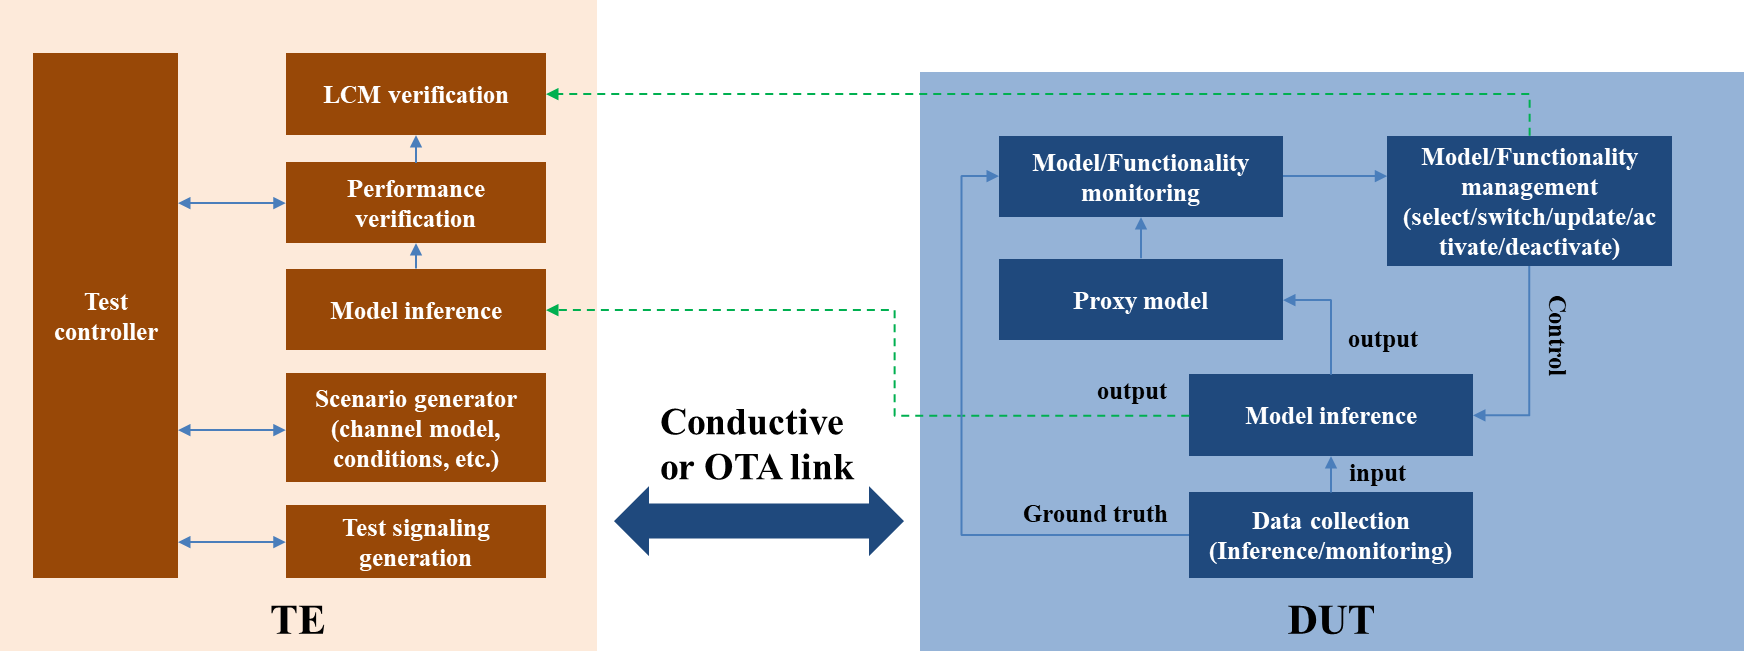 Test
controller
LCM verification
Performance
verification
Model inference
Scenario generator
(channel model,
conditions, etc.)
Test signaling
generation
TE
Conductive
or OTA link
Model/Functionality
monitoring
Model/Functionality
management
(select/switch/update/ac
tivate/deactivate)
Proxy model
Control
output
output
Model inference
input
Ground truth
Data collection
(Inference/monitoring)
DUT